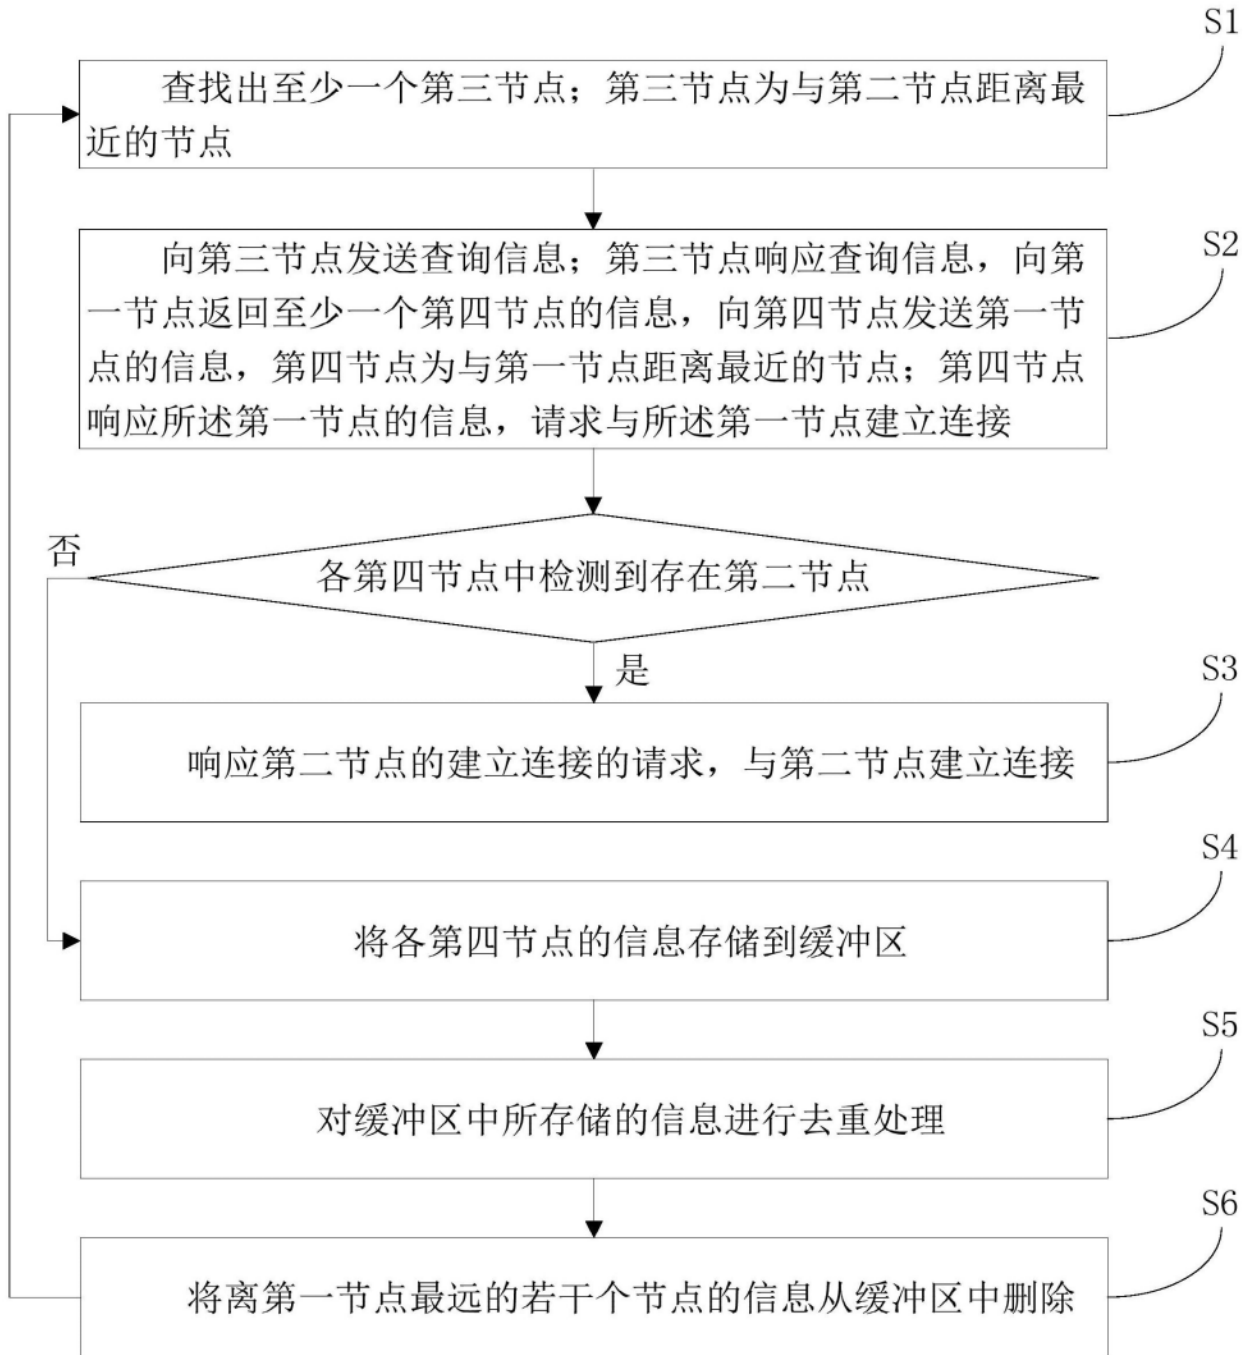 S1
查找出至少一个第三节点；第三节点为与第二节点距离最
近的节点
S2
向第三节点发送查询信息；第三节点响应查询信息，向第
一节点返回至少一个第四节点的信息，向第四节点发送第一节
点的信息，第四节点为与第一节点距离最近的节点；第四节点
响应所述第一节点的信息，请求与所述第一节点建立连接
否
各第四节点中检测到存在第二节点
是
S3
响应第二节点的建立连接的请求，与第二节点建立连接
S4
将各第四节点的信息存储到缓冲区
S5
对缓冲区中所存储的信息进行去重处理
S6
将离第一节点最远的若干个节点的信息从缓冲区中删除